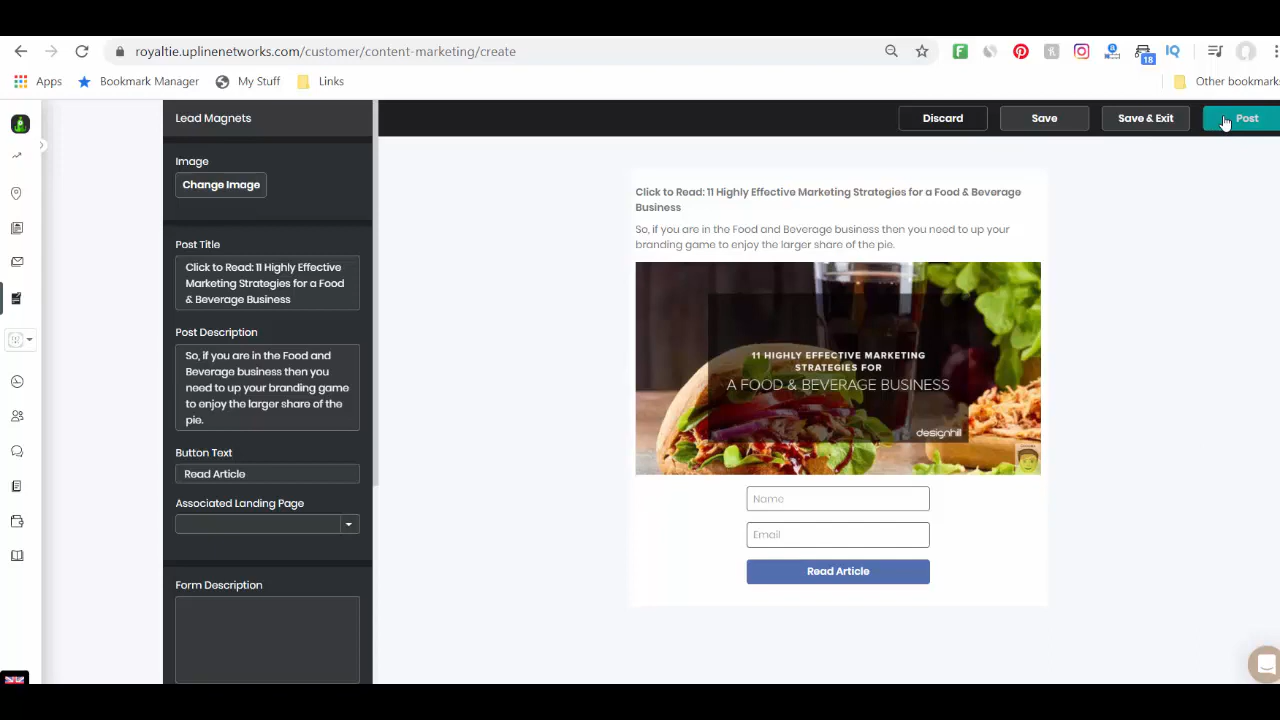 royaltie.uplinenetworks.com/customer/content-marketing/create
18
Apps
Bookmark Manager
My Stuff
Links
Other bookmarks
Lead Magnets
Discard
Save
Save & Exit
Post
Image
Change Image
Post Title
Click to Read: 11 Highly Effective
Marketing Strategies for a Food
& Beverage Business
Post Description
So, if you are in the Food and
Beverage business then you
need to up your branding game
to enjoy the larger share of the
pie.
Button Text
Read Article
Associated Landing Page
Form Description
Click to Read: 11 Highly Effective Marketing Strategies for a Food & Beverage
Business
So, if you are in the Food and Beverage business then you need to up your
branding game to enjoy the larger share of the pie.
11 HIGHLY EFFECTIVE MARKETING
STRATEGIES FOR
A FOOD & BEVERAGE BUSINESS
designhill
Name
Email
Read Article